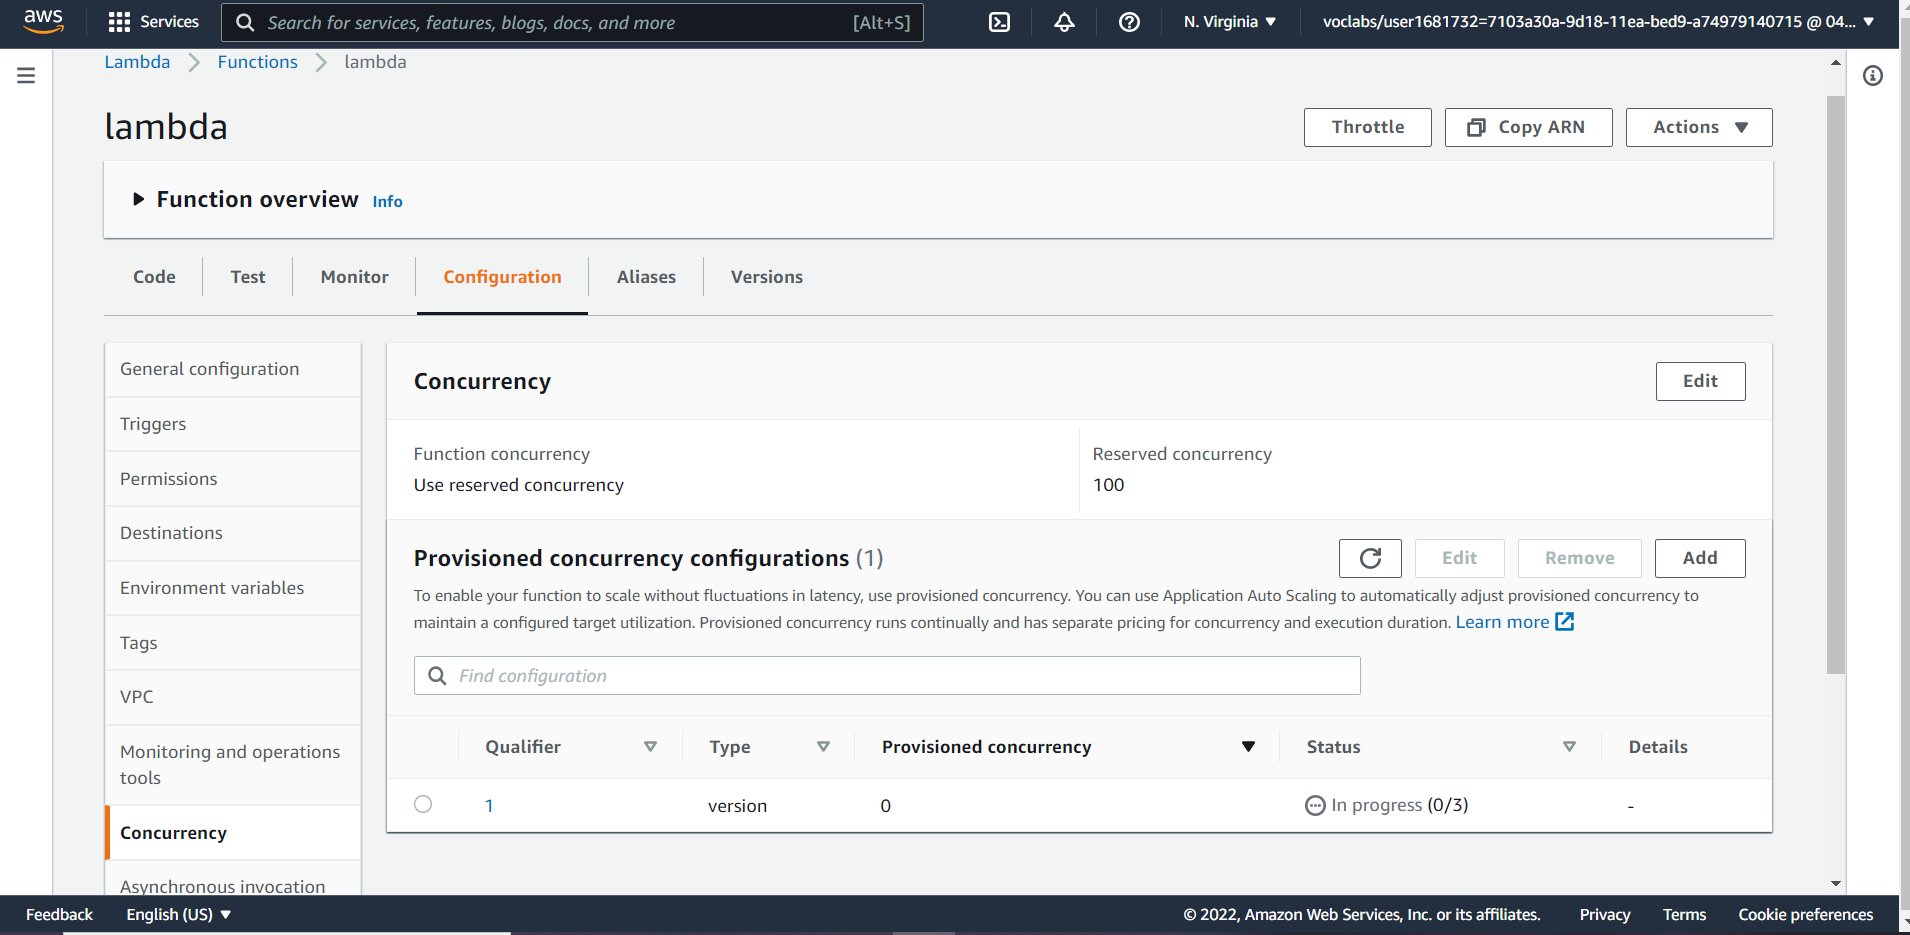 aws
Services
Search for services, features, blogs, docs, and more [Alt+S]
N. Virginia
voclabs/user1681732=7103a30a-9d18-11ea-bed9-a74979140715 @ 04...
Lambda Functions lambda
lambda
Throttle
Copy ARN
Actions
Function overview Info
Code
Test
Monitor
Configuration
Aliases
Versions
General configuration
Triggers
Permissions
Destinations
Environment variables
Tags
VPC
Monitoring and operations
tools
Concurrency
Asynchronous invocation
Concurrency
Edit
Function concurrency
Use reserved concurrency
Reserved concurrency
100
Provisioned concurrency configurations (1)
Edit
Remove
Add
To enable your function to scale without fluctuations in latency, use provisioned concurrency. You can use Application Auto Scaling to automatically adjust provisioned concurrency to
maintain a configured target utilization. Provisioned concurrency runs continually and has separate pricing for concurrency and execution duration. Learn more
Find configuration
Qualifier Type Provisioned concurrency Status Details
1 version 0 In progress (0/3) -
Feedback
English (US)
© 2022, Amazon Web Services, Inc. or its affiliates.
Privacy
Terms
Cookie preferences